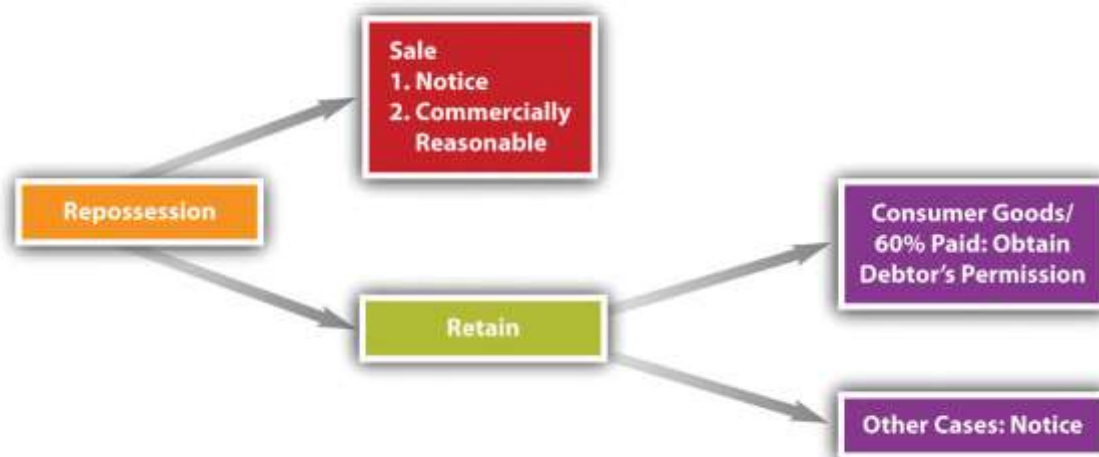 Sale
1. Notice
2. Commercially
Reasonable
Repossession
Consumer Goods/
60% Paid: Obtain
Debtor's Permission
Retain
Other Cases: Notice